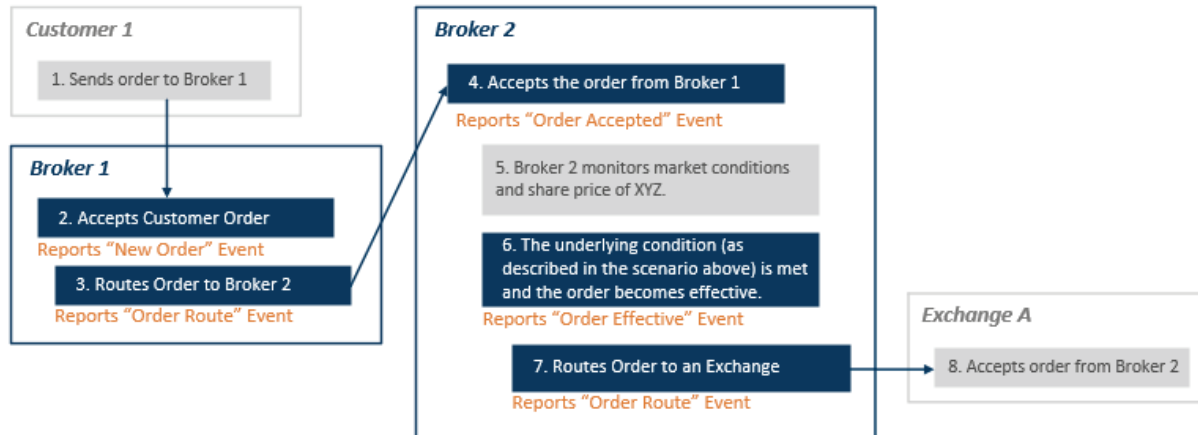 Customer 1
1. Sends order to Broker 1
Broker 1
2. Accepts Customer Order
Reports “New Order” Event
3. Routes Order to Broker 2
Reports “Order Route” Event
Broker 2
4. Accepts the order from Broker 1
Reports “Order Accepted” Event
5. Broker 2 monitors market conditions
and share price of XYZ.
6. The underlying condition (as
described in the scenario above) is met
and the order becomes effective.
Reports “Order Effective” Event
7. Routes Order to an Exchange
Reports “Order Route” Event
Exchange A
8. Accepts order from Broker 2